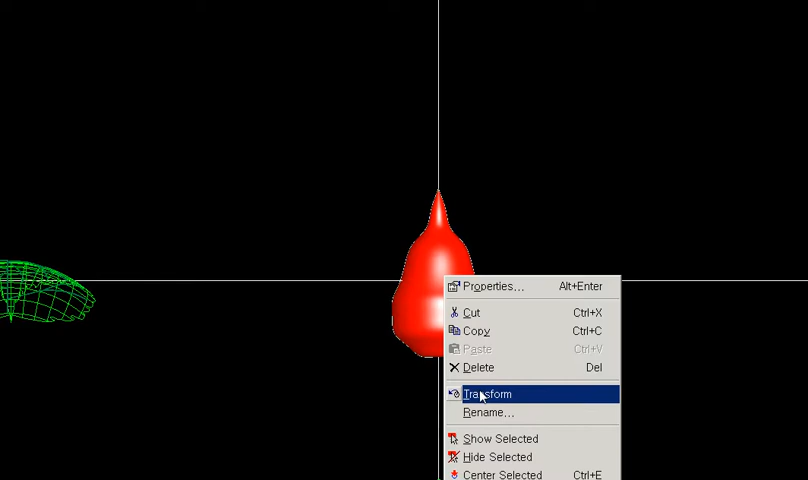 Properties... Alt+Enter
Cut Ctrl+X
Copy Ctrl+C
Paste Ctrl+V
Delete Del
Transform
Rename...
Show Selected
Hide Selected
Center Selected Ctrl+E